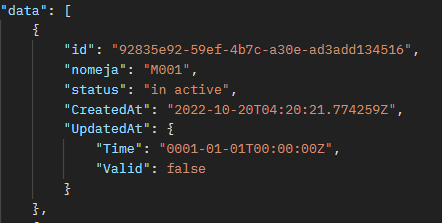 "data": [
{
"id": "92835e92-59ef-4b7c-a30e-ad3add134516",
"nomeja": "M001",
"status": "in active",
"CreatedAt": "2022-10-20T04:20:21.774259Z",
"UpdatedAt": {
"Time": "0001-01-01T00:00:00Z",
"Valid": false
}
},